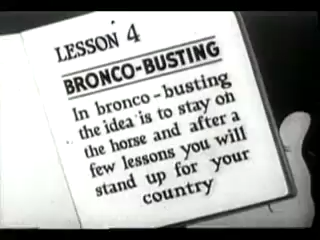 LESSON 4
BRONCO-BUSTING
In bronco-busting
the idea is to stay on
the horse and after a
few lessons you will
stand up for your
country